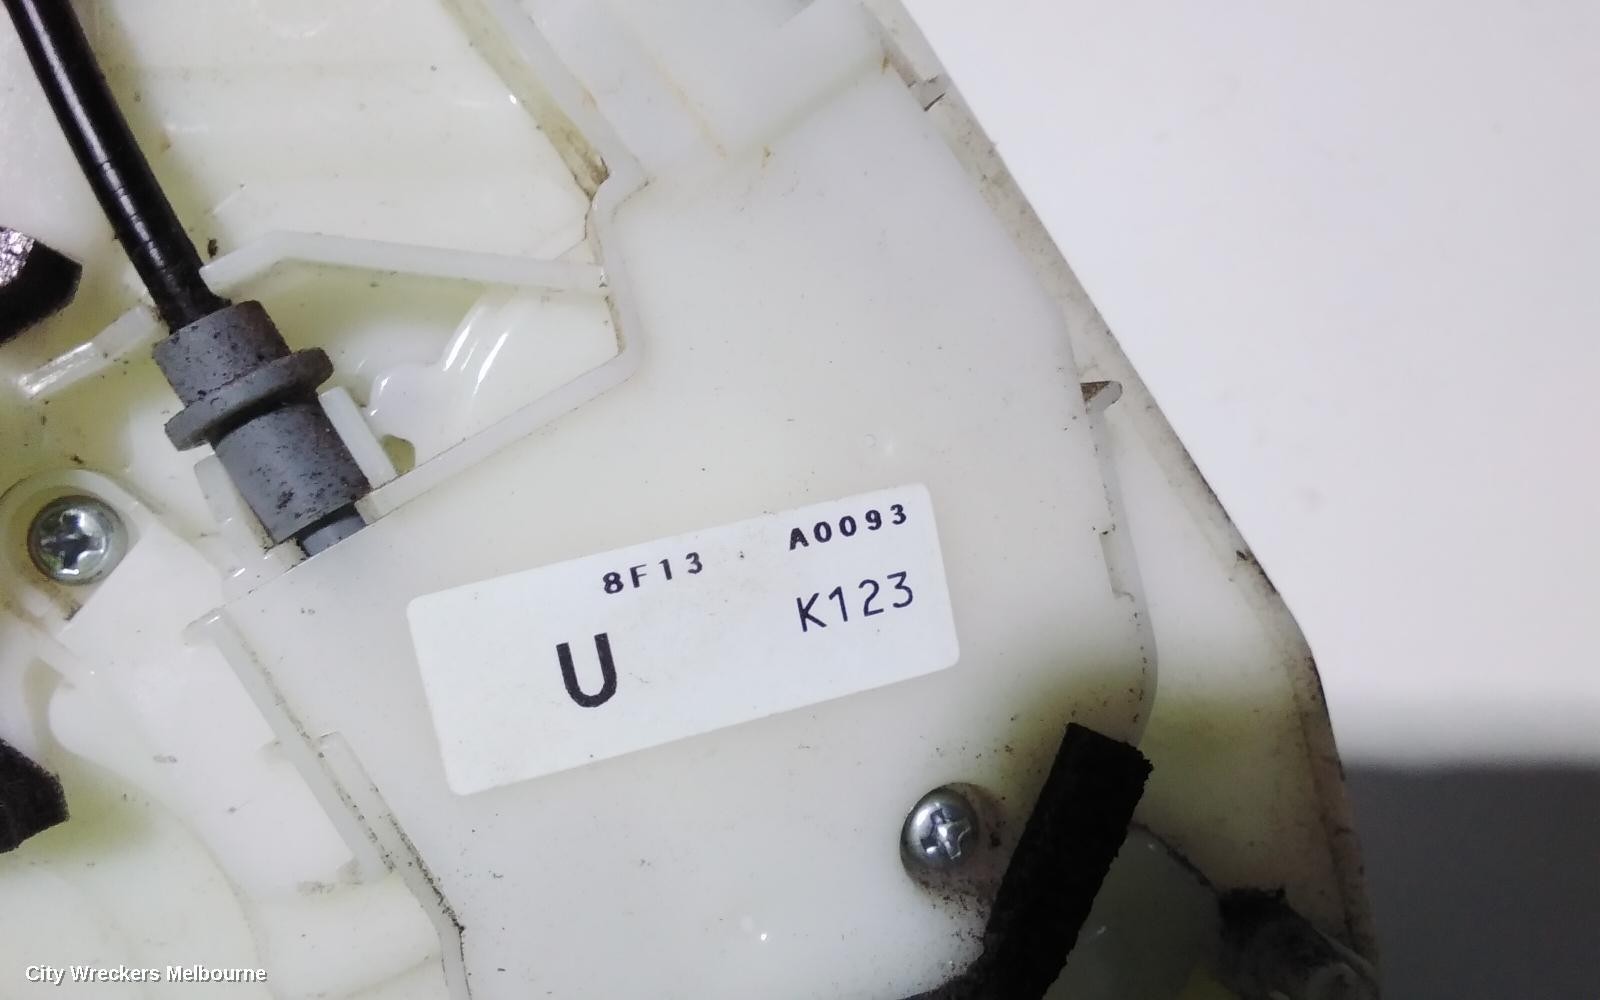 8F13 · A0093
K123
U
City Wreckers Melbourne